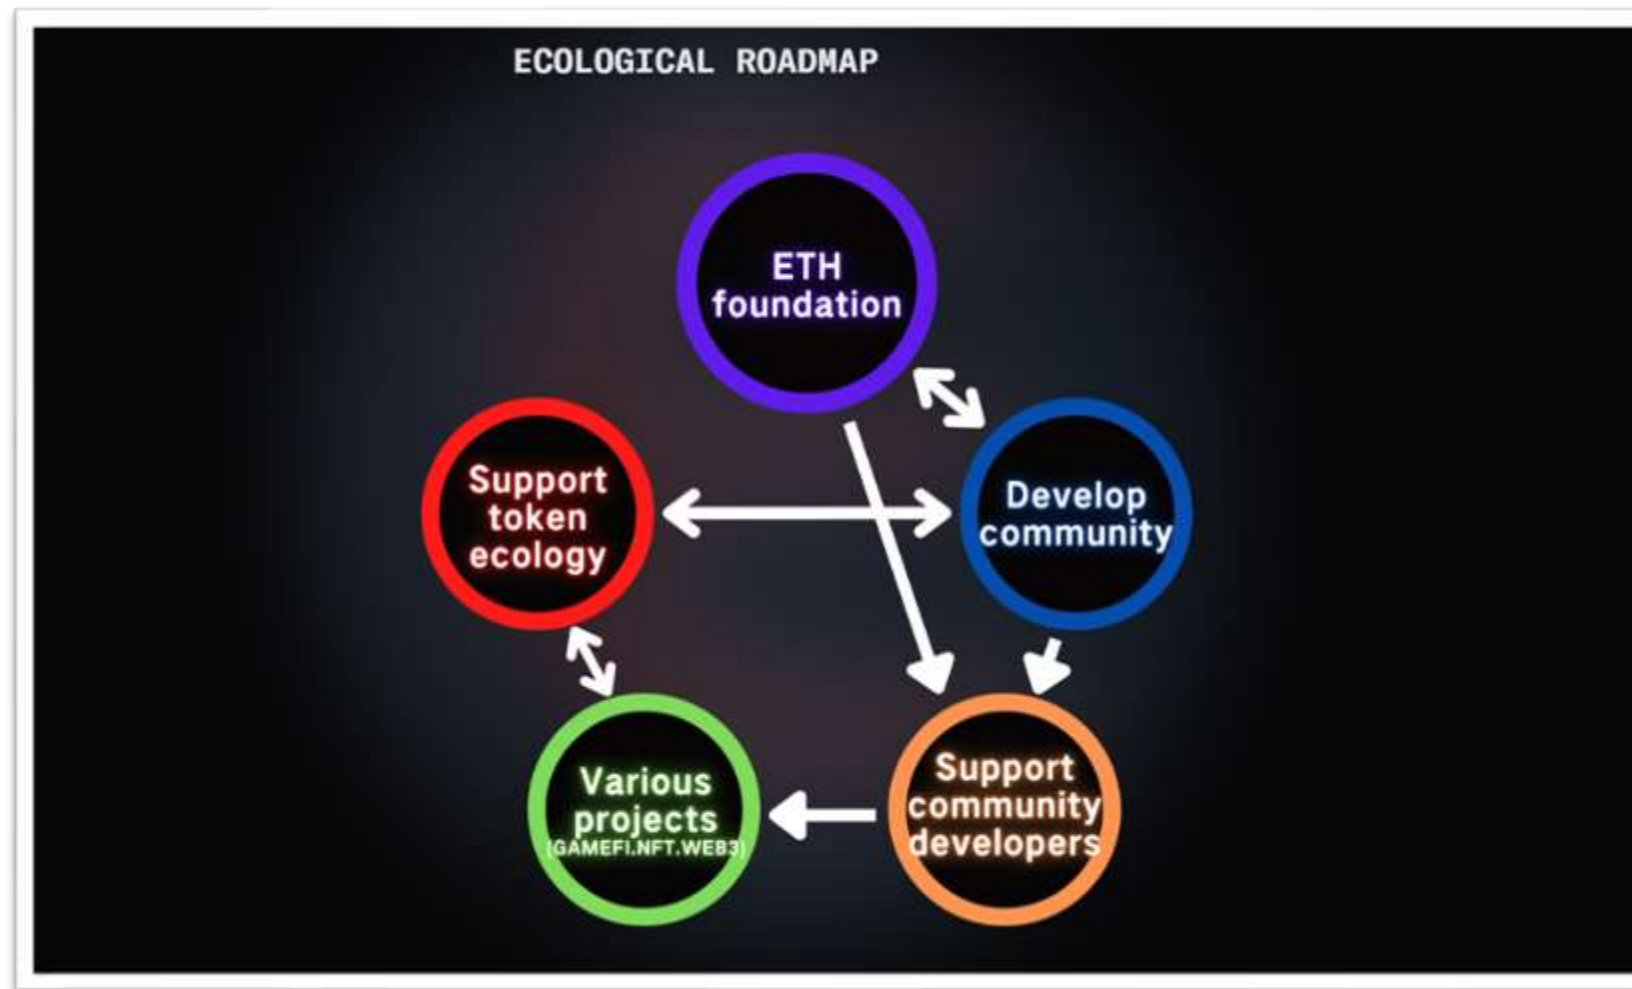 ECOLOGICAL ROADMAP
ETH
foundation
Support
token
ecology
Develop
community
Various
projects
(GAMEFI.NFT.WEB3)
Support
community
developers